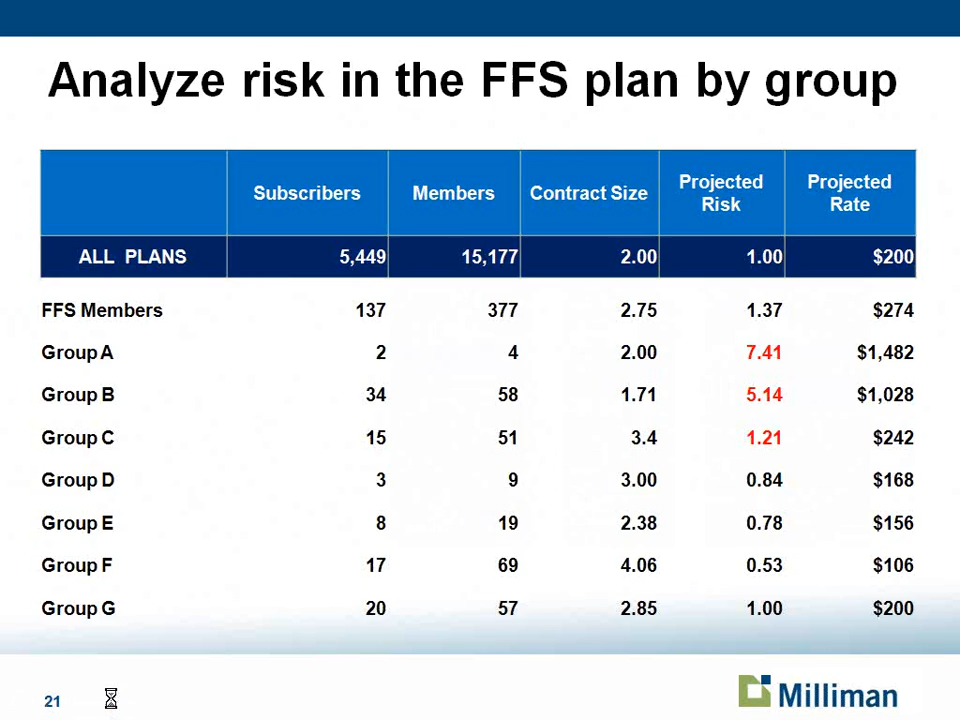 Analyze risk in the FFS plan by group
Subscribers Members Contract Size Projected Risk Projected Rate
ALL PLANS 5,449 15,177 2.00 1.00 $200
FFS Members 137 377 2.75 1.37 $274
Group A 2 4 2.00 7.41 $1,482
Group B 34 58 1.71 5.14 $1,028
Group C 15 51 3.4 1.21 $242
Group D 3 9 3.00 0.84 $168
Group E 8 19 2.38 0.78 $156
Group F 17 69 4.06 0.53 $106
Group G 20 57 2.85 1.00 $200
21
Milliman